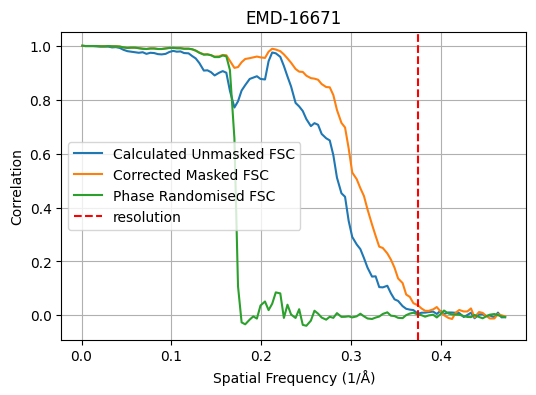 EMD-16671
1.0
0.8
0.6
0.4
0.2
0.0
Correlation
Calculated Unmasked FSC
Corrected Masked FSC
Phase Randomised FSC
resolution
0.0 0.1 0.2 0.3 0.4
Spatial Frequency (1/Å)